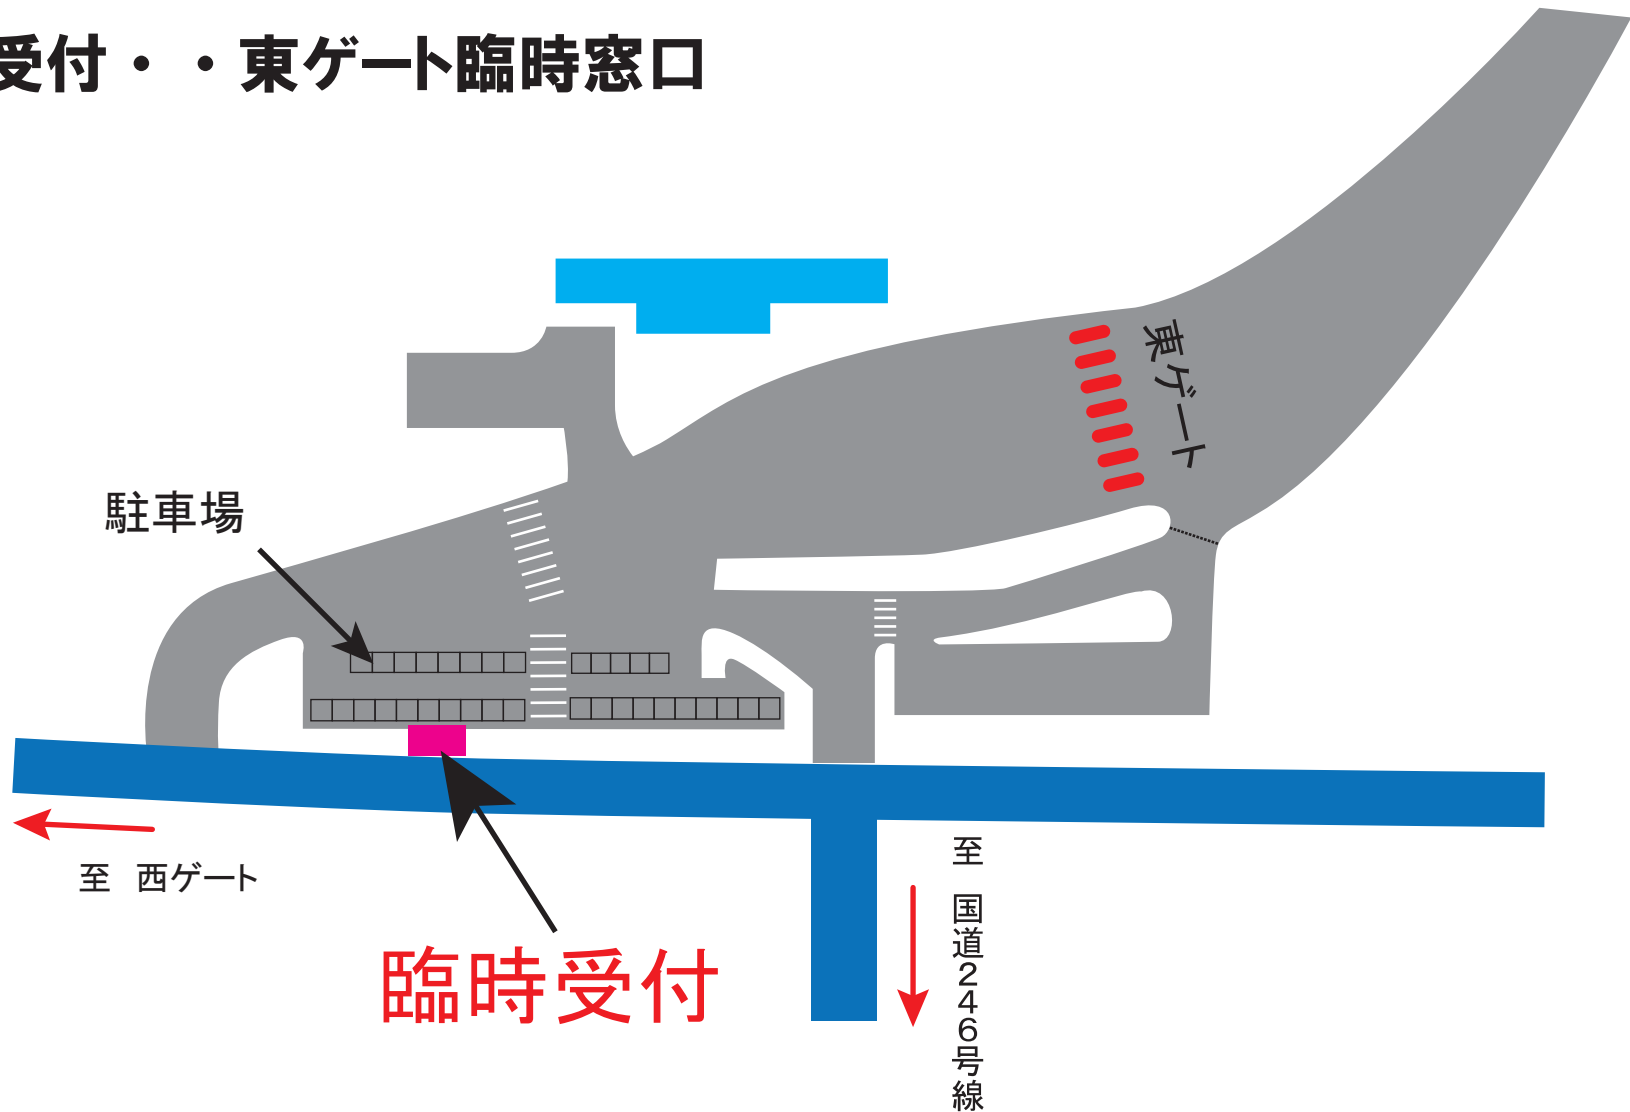 受付・・東ゲート臨時窓口
東ゲート
駐車場
至 西ゲート
臨時受付
至 国道246号線